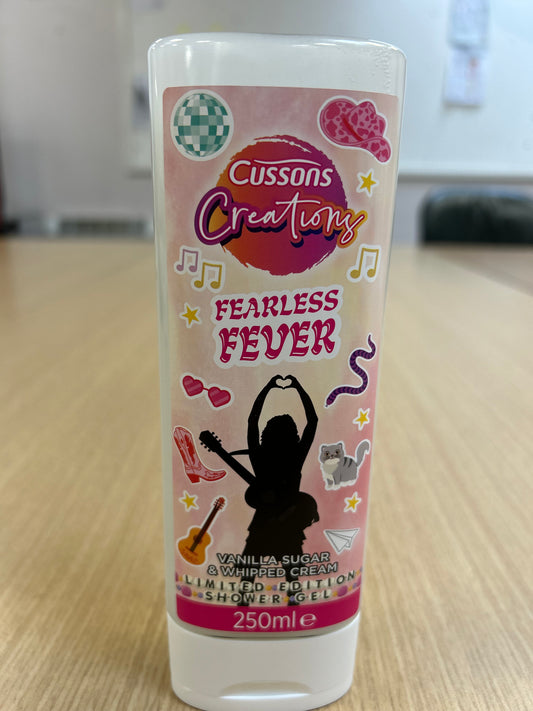 Cussons
Creations
FEARLESS
FEVER
VANILLA SUGAR
& WHIPPED CREAM
LIMITED EDITION
SHOWER GEL
250ml e